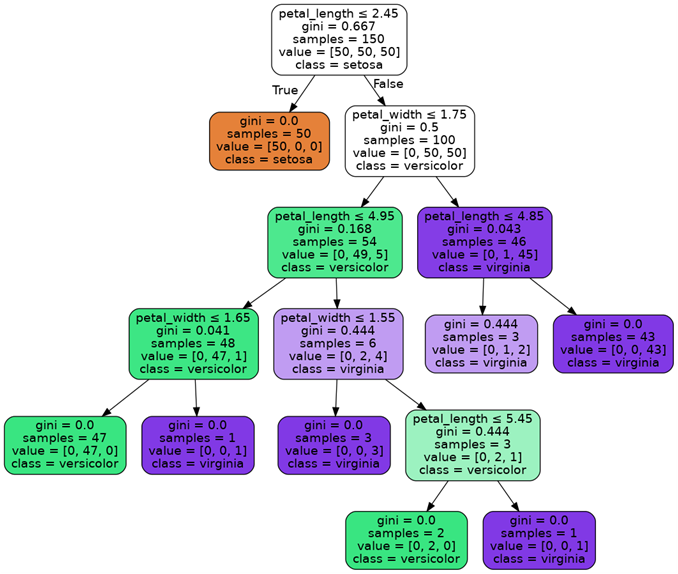 petal_length ≤ 2.45
gini = 0.667
samples = 150
value = [50, 50, 50]
class = setosa
True
False
gini = 0.0
samples = 50
value = [50, 0, 0]
class = setosa
petal_width ≤ 1.75
gini = 0.5
samples = 100
value = [0, 50, 50]
class = versicolor
petal_length ≤ 4.95
gini = 0.168
samples = 54
value = [0, 49, 5]
class = versicolor
petal_length ≤ 4.85
gini = 0.043
samples = 46
value = [0, 1, 45]
class = virginia
petal_width ≤ 1.65
gini = 0.041
samples = 48
value = [0, 47, 1]
class = versicolor
petal_width ≤ 1.55
gini = 0.444
samples = 6
value = [0, 2, 4]
class = virginia
gini = 0.444
samples = 3
value = [0, 1, 2]
class = virginia
gini = 0.0
samples = 43
value = [0, 0, 43]
class = virginia
gini = 0.0
samples = 47
value = [0, 47, 0]
class = versicolor
gini = 0.0
samples = 1
value = [0, 0, 1]
class = virginia
gini = 0.0
samples = 3
value = [0, 0, 3]
class = virginia
petal_length ≤ 5.45
gini = 0.444
samples = 3
value = [0, 2, 1]
class = versicolor
gini = 0.0
samples = 2
value = [0, 2, 0]
class = versicolor
gini = 0.0
samples = 1
value = [0, 0, 1]
class = virginia